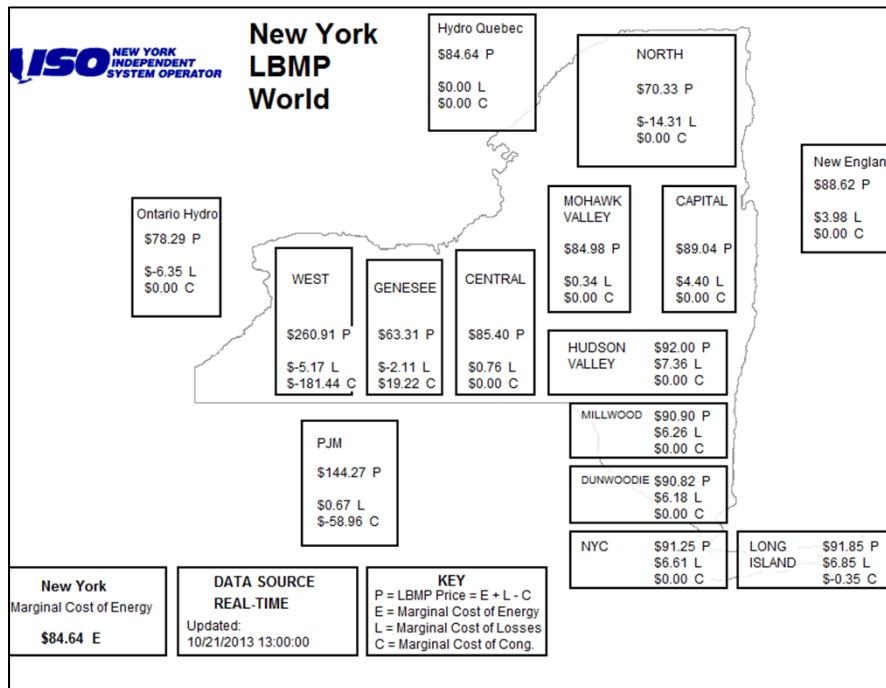 ISO NEW YORK
INDEPENDENT
SYSTEM OPERATOR
New York
LBMP
World
Hydro Quebec
$84.64 P
$0.00 L
$0.00 C
NORTH
$70.33 P
$-14.31 L
$0.00 C
New England
$88.62 P
$3.98 L
$0.00 C
Ontario Hydro
$78.29 P
$-6.35 L
$0.00 C
MOHAWK
VALLEY
$84.98 P
$0.34 L
$0.00 C
CAPITAL
$89.04 P
$4.40 L
$0.00 C
WEST
$260.91 P
$-5.17 L
$-181.44 C
GENESEE
$63.31 P
$-2.11 L
$19.22 C
CENTRAL
$85.40 P
$0.76 L
$0.00 C
HUDSON $92.00 P
VALLEY $7.36 L
$0.00 C
MILLWOOD $90.90 P
$6.26 L
$0.00 C
DUNWOODIE $90.82 P
$6.18 L
$0.00 C
PJM
$144.27 P
$0.67 L
$-58.96 C
NYC $91.25 P
$6.61 L
$0.00 C
LONG $91.85 P
ISLAND $6.85 L
$-0.35 C
New York
Marginal Cost of Energy
$84.64 E
DATA SOURCE
REAL-TIME
Updated:
10/21/2013 13:00:00
KEY
P = LBMP Price = E + L - C
E = Marginal Cost of Energy
L = Marginal Cost of Losses
C = Marginal Cost of Cong.